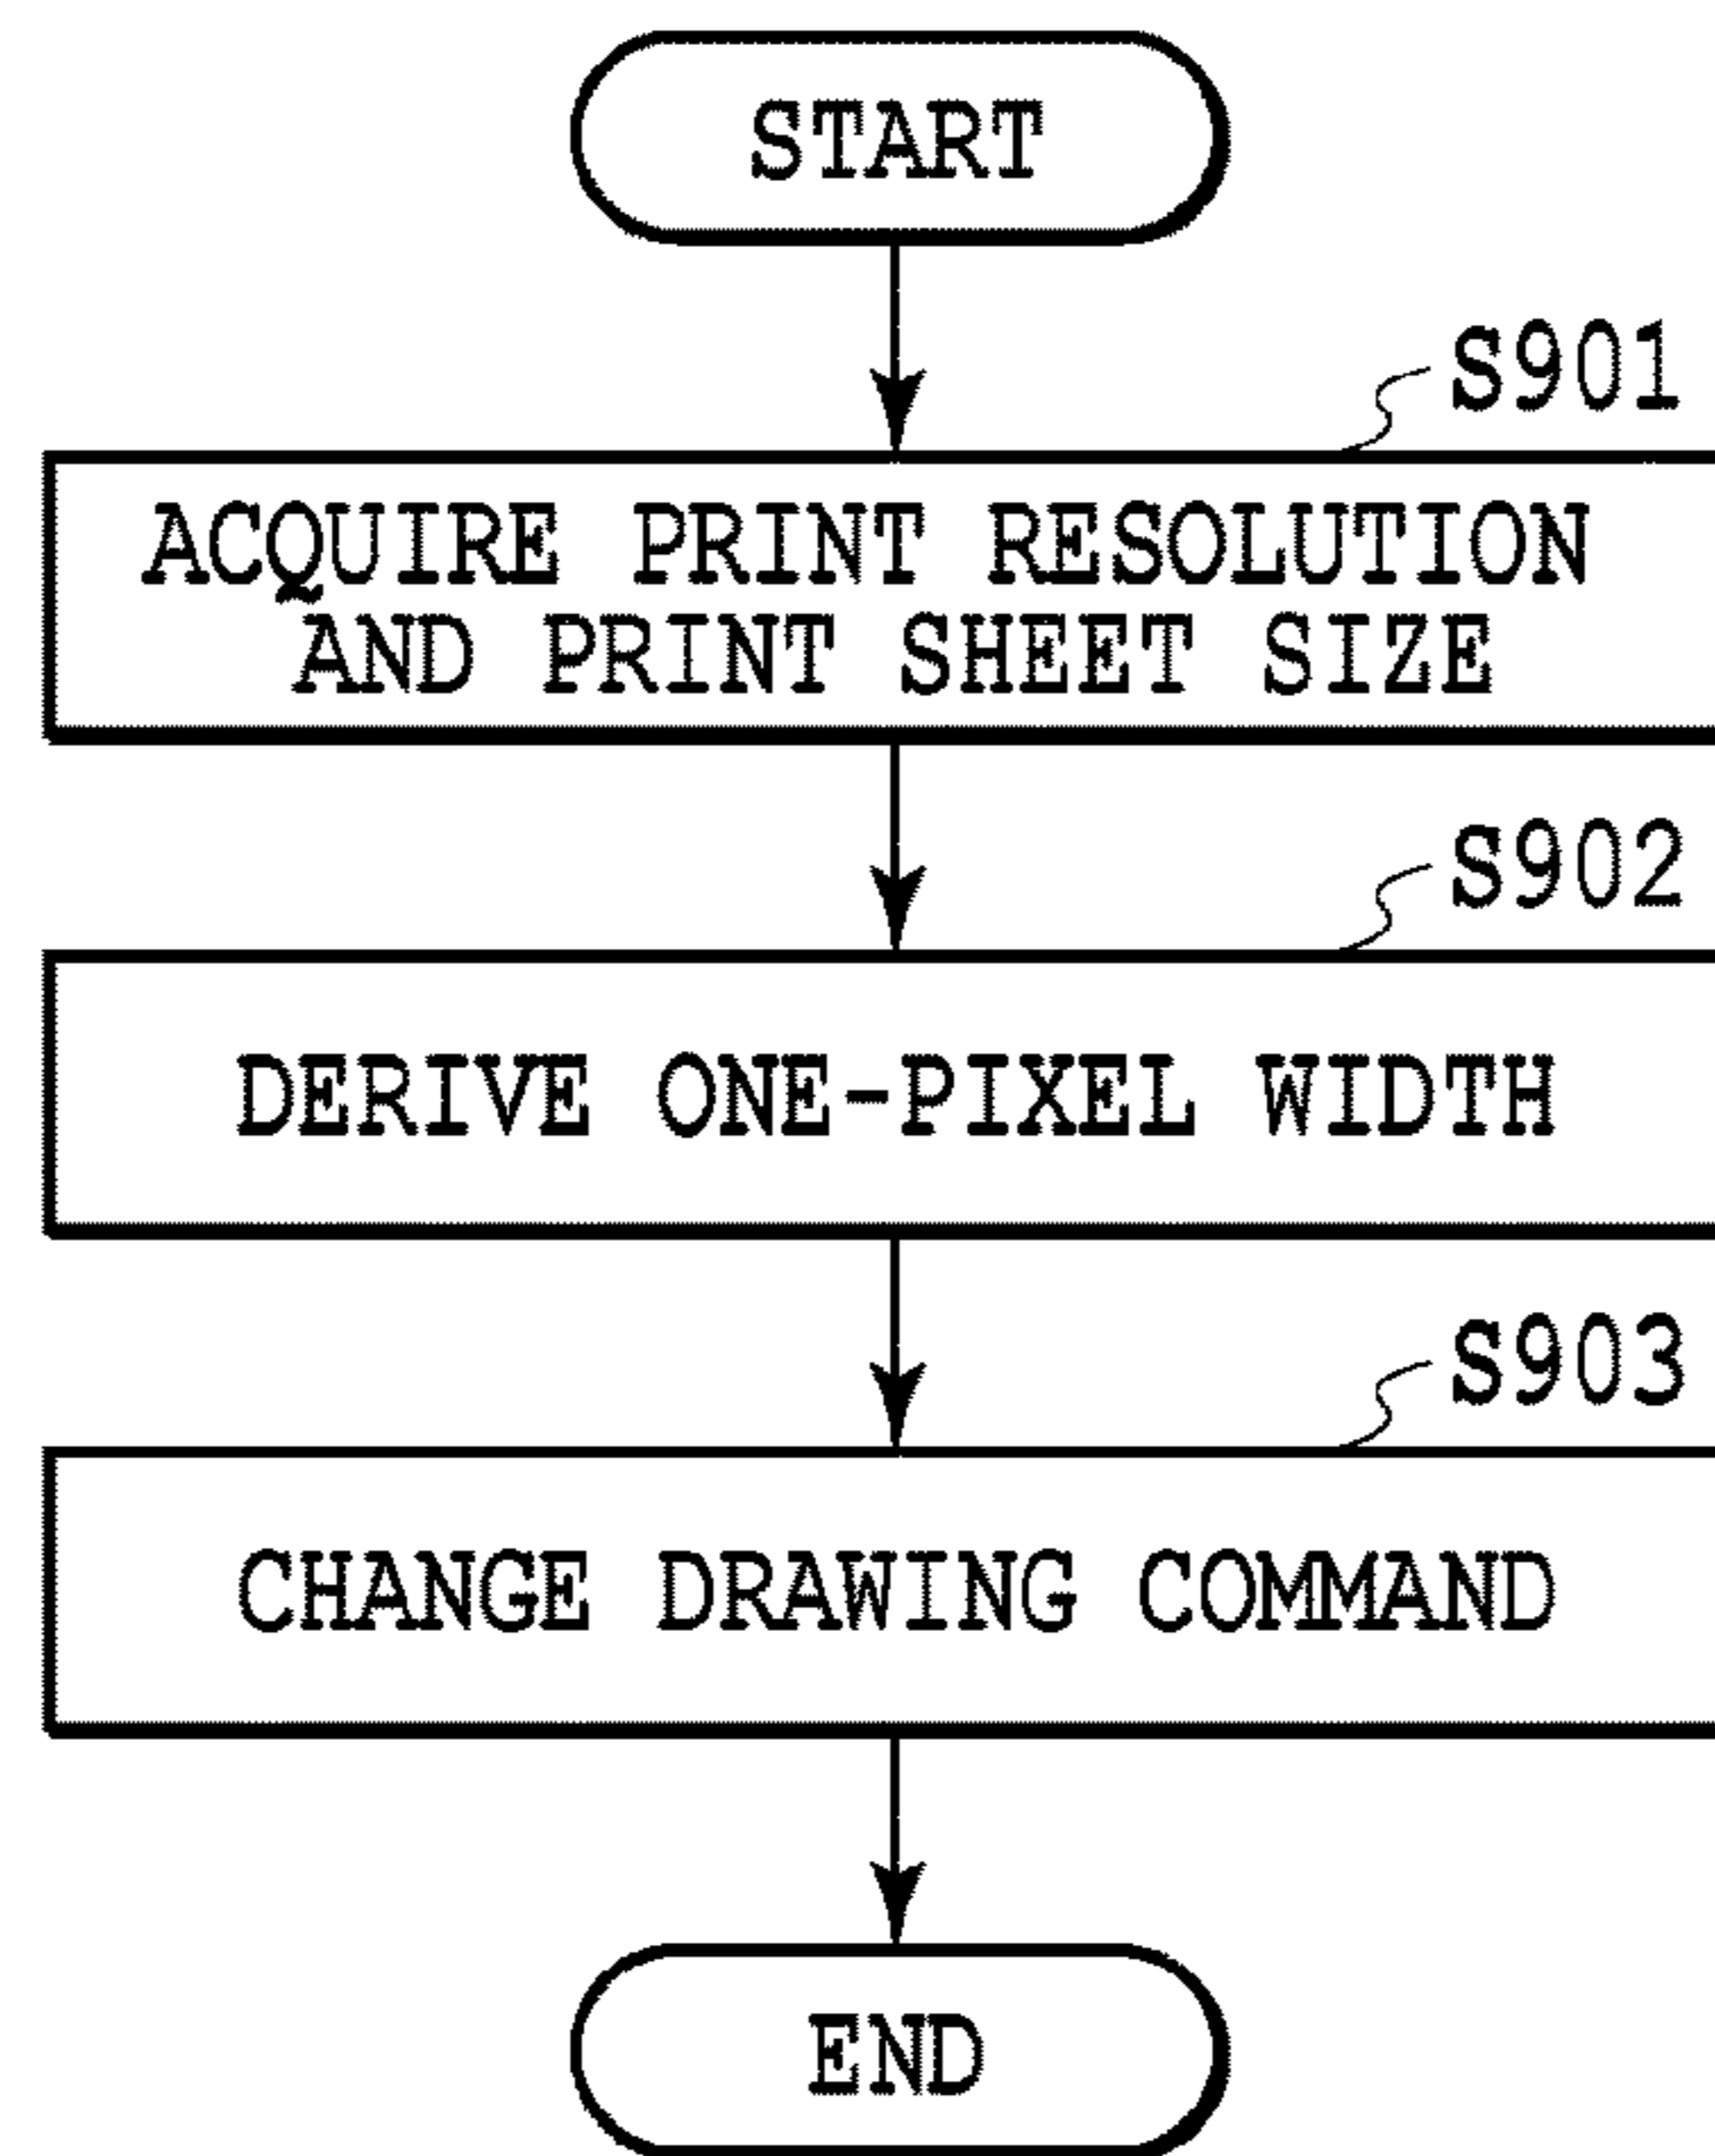 START
S901
ACQUIRE PRINT RESOLUTION
AND PRINT SHEET SIZE
S902
DERIVE ONE-PIXEL WIDTH
S903
CHANGE DRAWING COMMAND
END